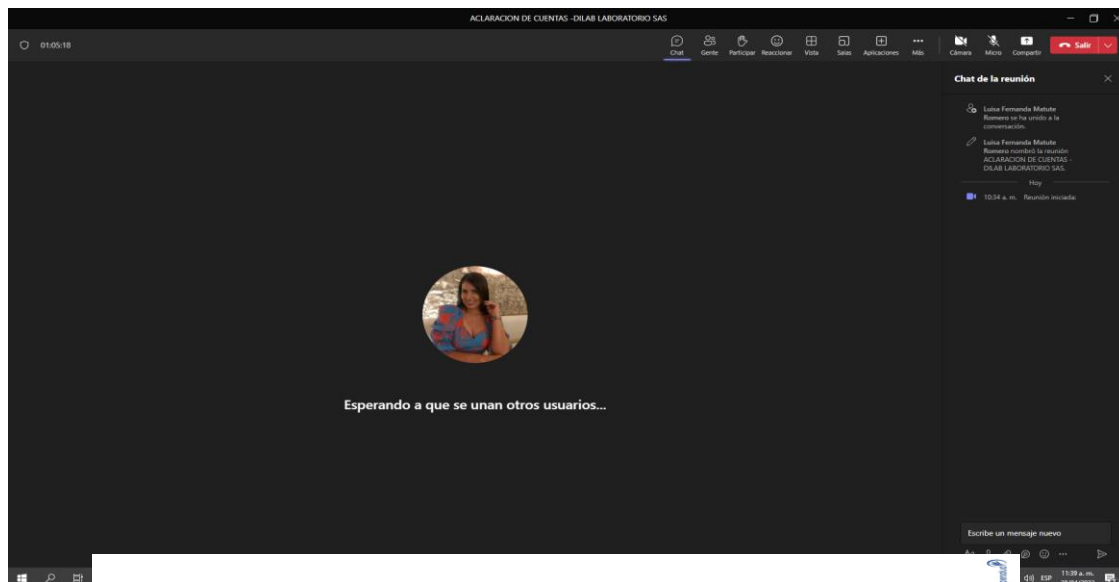 ACLARACION DE CUENTAS -DILAB LABORATORIO SAS
01:05:18
Chat
Gente
Participar
Reaccionar
Vista
Salas
Aplicaciones
Más
Cámara
Micro
Compartir
Salir
Chat de la reunión
Luisa Fernanda Matute
Romero se ha unido a la
conversación.
Luisa Fernanda Matute
Romero nombró la reunión
ACLARACION DE CUENTAS -
DILAB LABORATORIO SAS.
Hoy
10:34 a. m. Reunión iniciada:
Esperando a que se unan otros usuarios...
Escribe un mensaje nuevo
ESP
11:39 a. m.